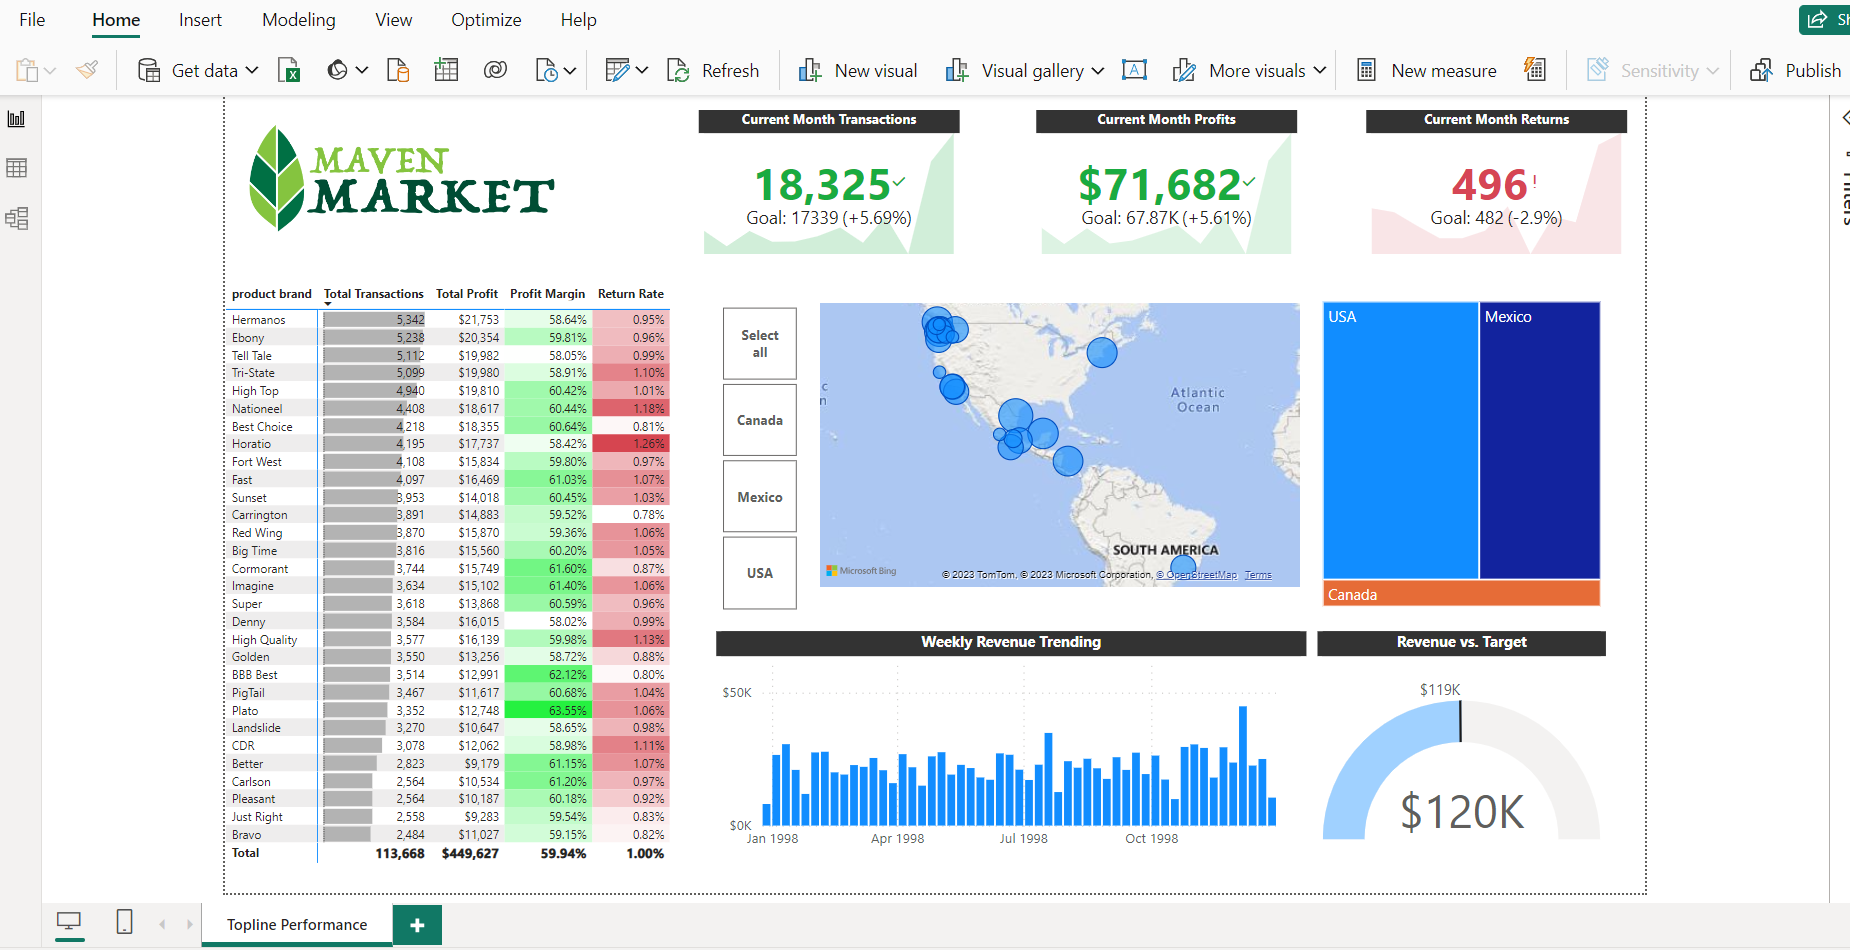 File Home Insert Modeling View Optimize Help
Get data Refresh New visual A Visual gallery More visuals New measure Sensitivity Publish
MAVEN
MARKET
Current Month Transactions
18,325
Goal: 17339 (+5.69%)
Current Month Profits
$71,682
Goal: 67.87K (+5.61%)
Current Month Returns
496!
Goal: 482 (-2.9%)
Filters
product brand Total Transactions Total Profit Profit Margin Return Rate
Hermanos 5,342 $21,753 58.64% 0.95%
Ebony 5,238 $20,354 59.81% 0.96%
Tell Tale 5,112 $19,982 58.05% 0.99%
Tri-State 5,099 $19,980 58.91% 1.10%
High Top 4,940 $19,810 60.42% 1.01%
Nationeel 4,408 $18,617 60.44% 1.18%
Best Choice 4,218 $18,355 60.64% 0.81%
Horatio 4,195 $17,737 58.42% 1.26%
Fort West 4,108 $15,834 59.80% 0.97%
Fast 4,097 $16,469 61.03% 1.07%
Sunset 3,953 $14,018 60.45% 1.03%
Carrington 3,891 $14,883 59.52% 0.78%
Red Wing 3,870 $15,870 59.36% 1.06%
Big Time 3,816 $15,560 60.20% 1.05%
Cormorant 3,744 $15,749 61.60% 0.87%
Imagine 3,634 $15,102 61.40% 1.06%
Super 3,618 $13,868 60.59% 0.96%
Denny 3,584 $16,015 58.02% 0.99%
High Quality 3,577 $16,139 59.98% 1.13%
Golden 3,550 $13,256 58.72% 0.88%
BBB Best 3,514 $12,991 62.12% 0.80%
PigTail 3,467 $11,617 60.68% 1.04%
Plato 3,352 $12,748 63.55% 1.06%
Landslide 3,270 $10,647 58.65% 0.98%
CDR 3,078 $12,062 58.98% 1.11%
Better 2,823 $9,179 61.15% 1.07%
Carlson 2,564 $10,534 61.20% 0.97%
Pleasant 2,564 $10,187 60.18% 0.92%
Just Right 2,558 $9,283 59.54% 0.83%
Bravo 2,484 $11,027 59.15% 0.82%
Total 113,668 $449,627 59.94% 1.00%
Select
all
Canada
Mexico
USA
Atlantic
Ocean
SOUTH AMERICA
Microsoft Bing
© 2023 TomTom, © 2023 Microsoft Corporation, © OpenStreetMap Terms
USA
Mexico
Canada
Weekly Revenue Trending
$50K
$0K
Jan 1998 Apr 1998 Jul 1998 Oct 1998
Revenue vs. Target
$119K
$120K
Topline Performance